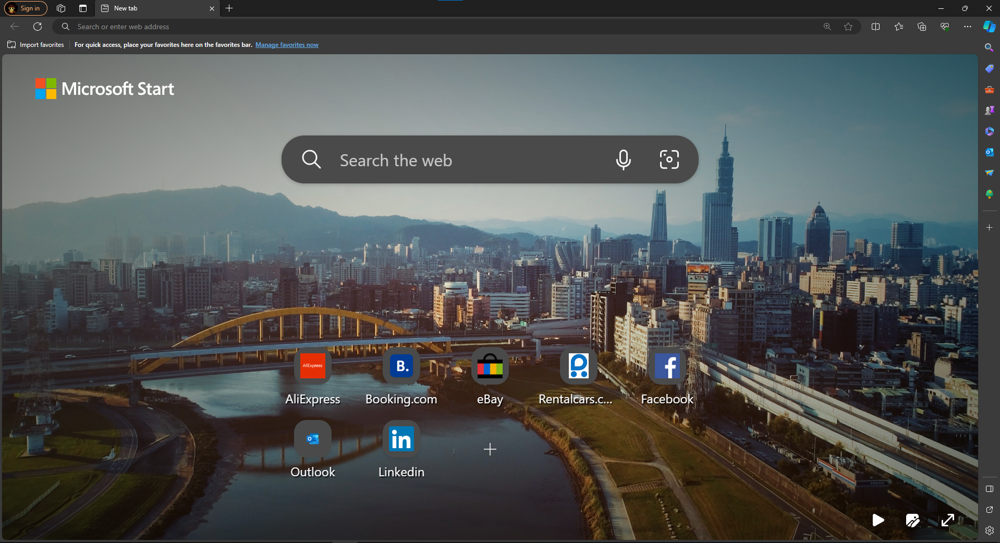 Sign in
New tab
Search or enter web address
Import favorites
For quick access, place your favorites here on the favorites bar. Manage favorites now
Microsoft Start
Search the web
AliExpress
B.
AliExpress
Booking.com
eBay
Rentalcars.c...
Facebook
in
Outlook
Linkedin